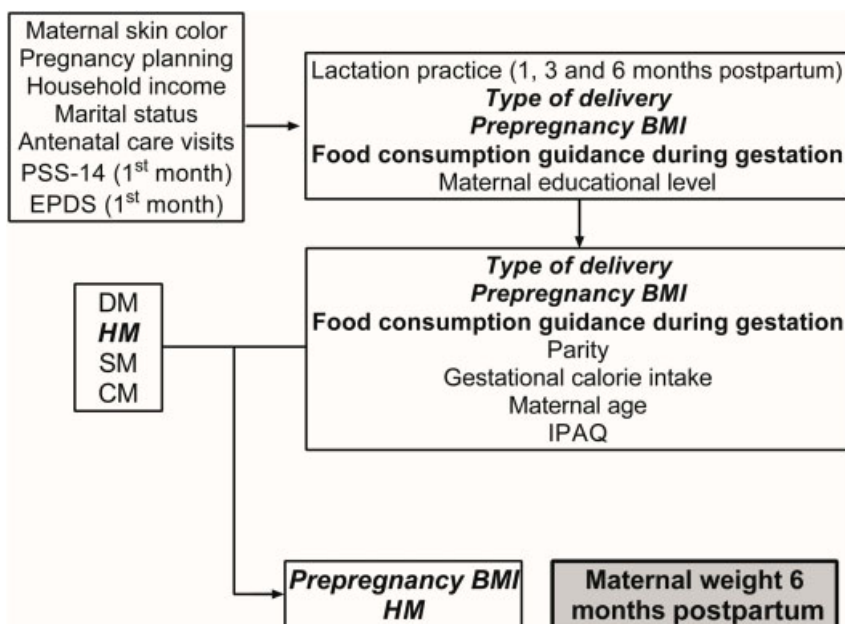 Maternal skin color
Pregnancy planning
Household income
Marital status
Antenatal care visits
PSS-14 (1st month)
EPDS (1st month)
Lactation practice (1, 3 and 6 months postpartum)
Type of delivery
Prepregnancy BMI
Food consumption guidance during gestation
Maternal educational level
DM
HM
SM
CM
Type of delivery
Prepregnancy BMI
Food consumption guidance during gestation
Parity
Gestational calorie intake
Maternal age
IPAQ
Prepregnancy BMI
HM
Maternal weight 6
months postpartum